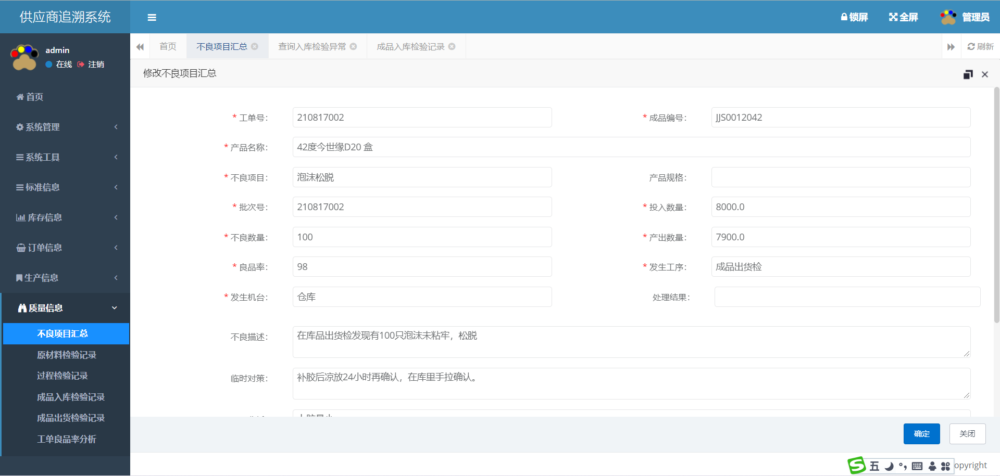 供应商追溯系统
锁屏
全屏
管理员
admin
在线
注销
首页
不良项目汇总
查询入库检验异常
成品入库检验记录
刷新
修改不良项目汇总
首页
系统管理
系统工具
标准信息
库存信息
订单信息
生产信息
质量信息
不良项目汇总
原材料检验记录
过程检验记录
成品入库检验记录
成品出货检验记录
工单良品率分析
* 工单号： 210817002
* 成品编号： JJS0012042
* 产品名称： 42度今世缘D20 盒
* 不良项目： 泡沫松脱
产品规格：
* 批次号： 210817002
* 投入数量： 8000.0
* 不良数量： 100
* 产出数量： 7900.0
* 良品率： 98
* 发生工序： 成品出货检
* 发生机台： 仓库
处理结果：
不良描述： 在库品出货检发现有100只泡沫未粘牢，松脱
临时对策： 补胶后凉放24小时再确认，在库里手拉确认。
确定
关闭
五
opyright